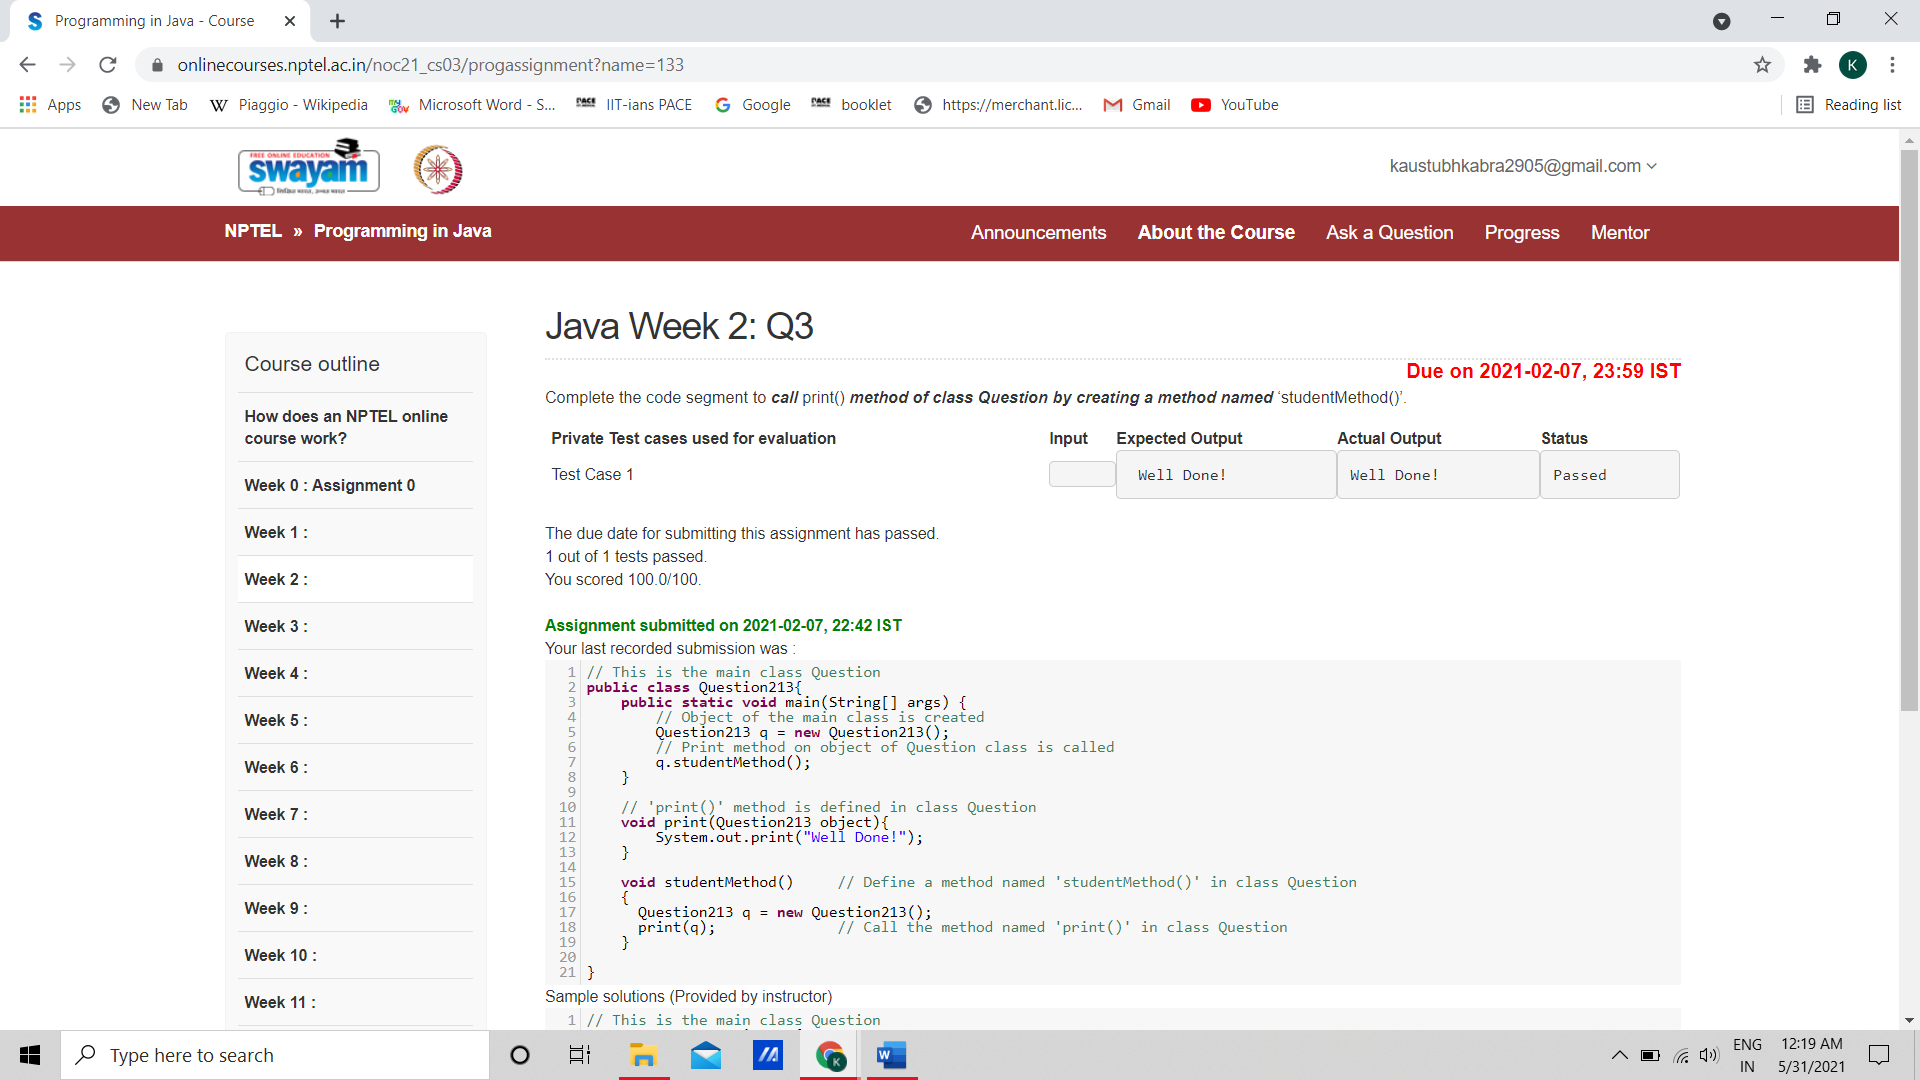 Programming in Java - Course
onlinecourses.nptel.ac.in/noc21_cs03/progassignment?name=133
K
Apps New Tab Piaggio - Wikipedia Microsoft Word - S... IIT-ians PACE Google booklet https://merchant.lic... Gmail YouTube Reading list
FREE ONLINE EDUCATION
swayam
kaustubhkabra2905@gmail.com
NPTEL » Programming in Java Announcements About the Course Ask a Question Progress Mentor
Course outline
How does an NPTEL online
course work?
Week 0 : Assignment 0
Week 1 :
Week 2 :
Week 3 :
Week 4 :
Week 5 :
Week 6 :
Week 7 :
Week 8 :
Week 9 :
Week 10 :
Week 11 :
Java Week 2: Q3
Due on 2021-02-07, 23:59 IST
Complete the code segment to call print() method of class Question by creating a method named ‘studentMethod()’.
Private Test cases used for evaluation Input Expected Output Actual Output Status
Test Case 1 Well Done! Well Done! Passed
The due date for submitting this assignment has passed.
1 out of 1 tests passed.
You scored 100.0/100.
Assignment submitted on 2021-02-07, 22:42 IST
Your last recorded submission was :
1 // This is the main class Question
2 public class Question213{
3 public static void main(String[] args) {
4 // Object of the main class is created
5 Question213 q = new Question213();
6 // Print method on object of Question class is called
7 q.studentMethod();
8 }
9
10 // 'print()' method is defined in class Question
11 void print(Question213 object){
12 System.out.print("Well Done!");
13 }
14
15 void studentMethod() // Define a method named 'studentMethod()' in class Question
16 {
17 Question213 q = new Question213();
18 print(q); // Call the method named 'print()' in class Question
19 }
20
21 }
Sample solutions (Provided by instructor)
1 // This is the main class Question
Type here to search
ENG
IN
12:19 AM
5/31/2021